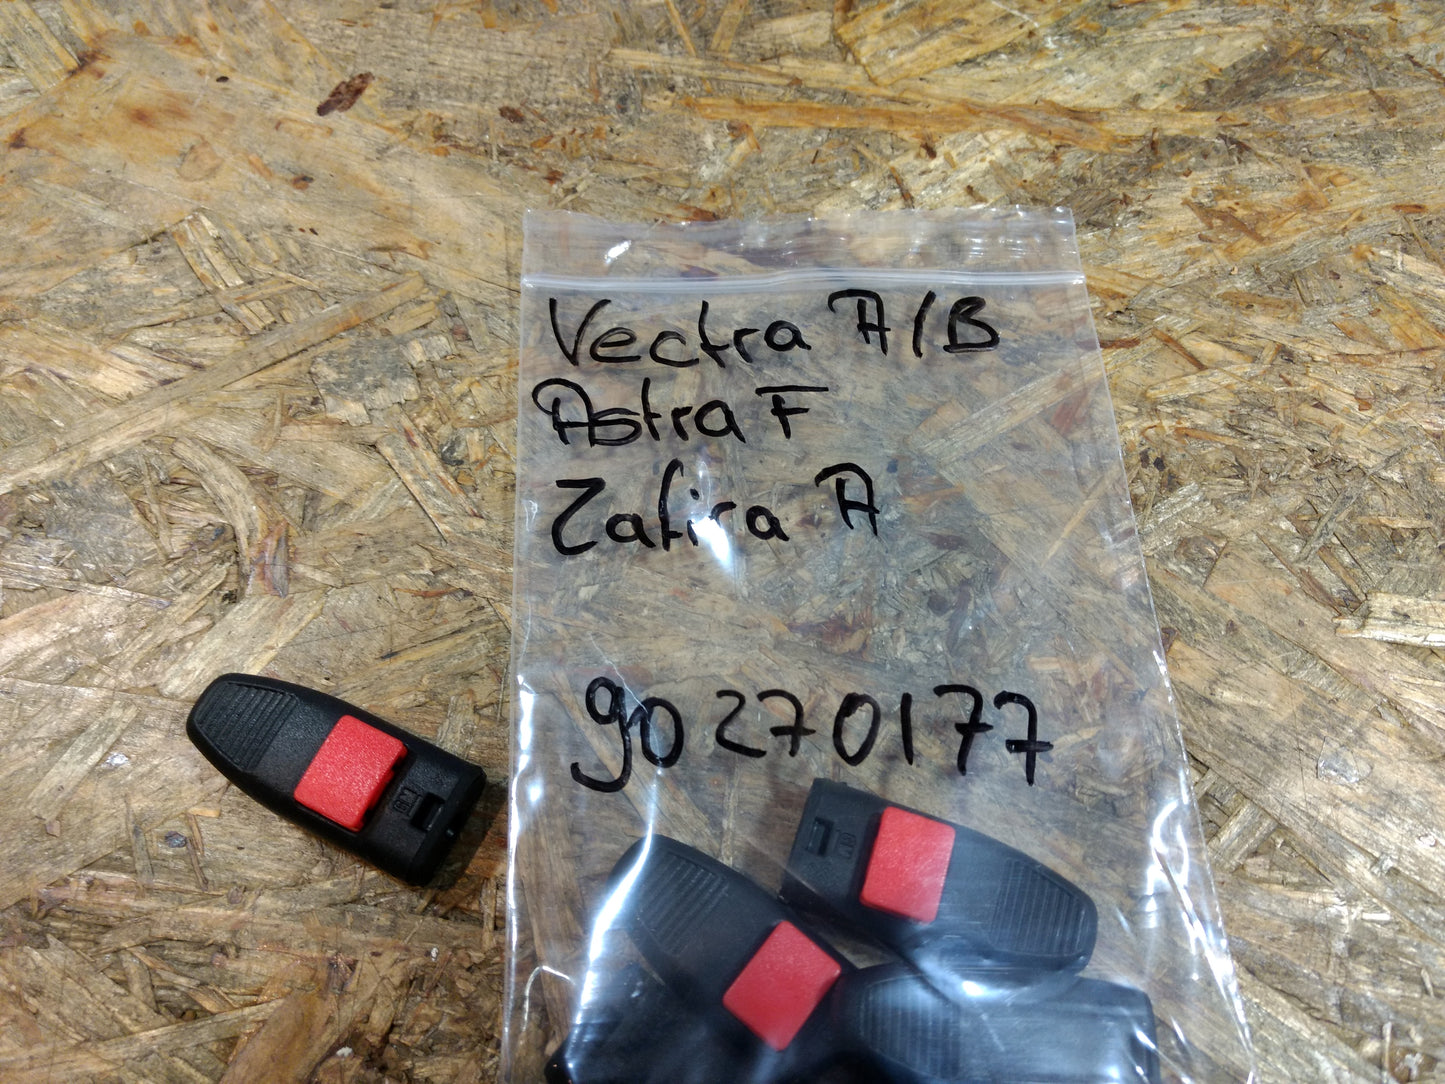 Vectra A/B
Astra F
Zafira A
90270177